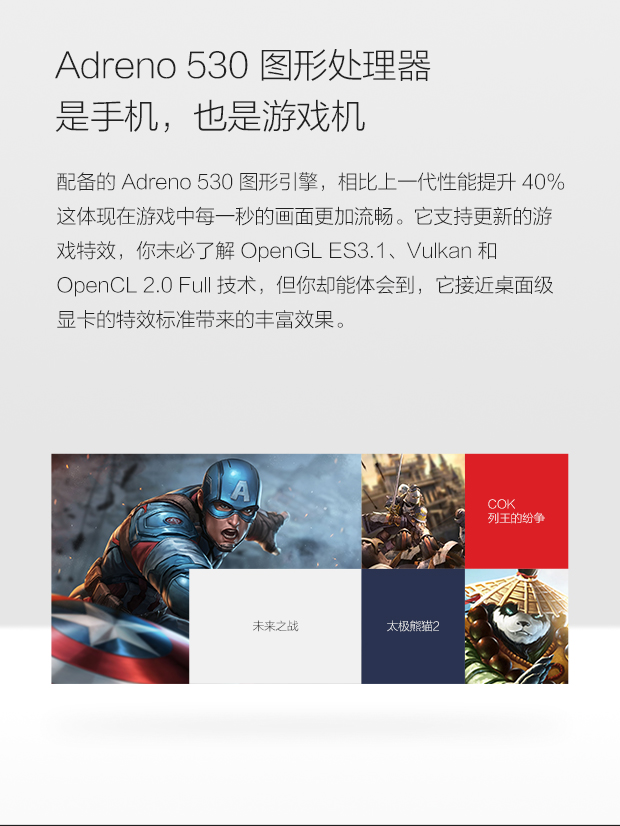 Adreno 530 图形处理器
是手机，也是游戏机
配备的 Adreno 530 图形引擎，相比上一代性能提升 40%
这体现在游戏中每一秒的画面更加流畅。它支持更新的游
戏特效，你未必了解 OpenGL ES3.1、Vulkan 和
OpenCL 2.0 Full 技术，但你却能体会到，它接近桌面级
显卡的特效标准带来的丰富效果。
A
COK
列王的纷争
未来之战
太极熊猫2